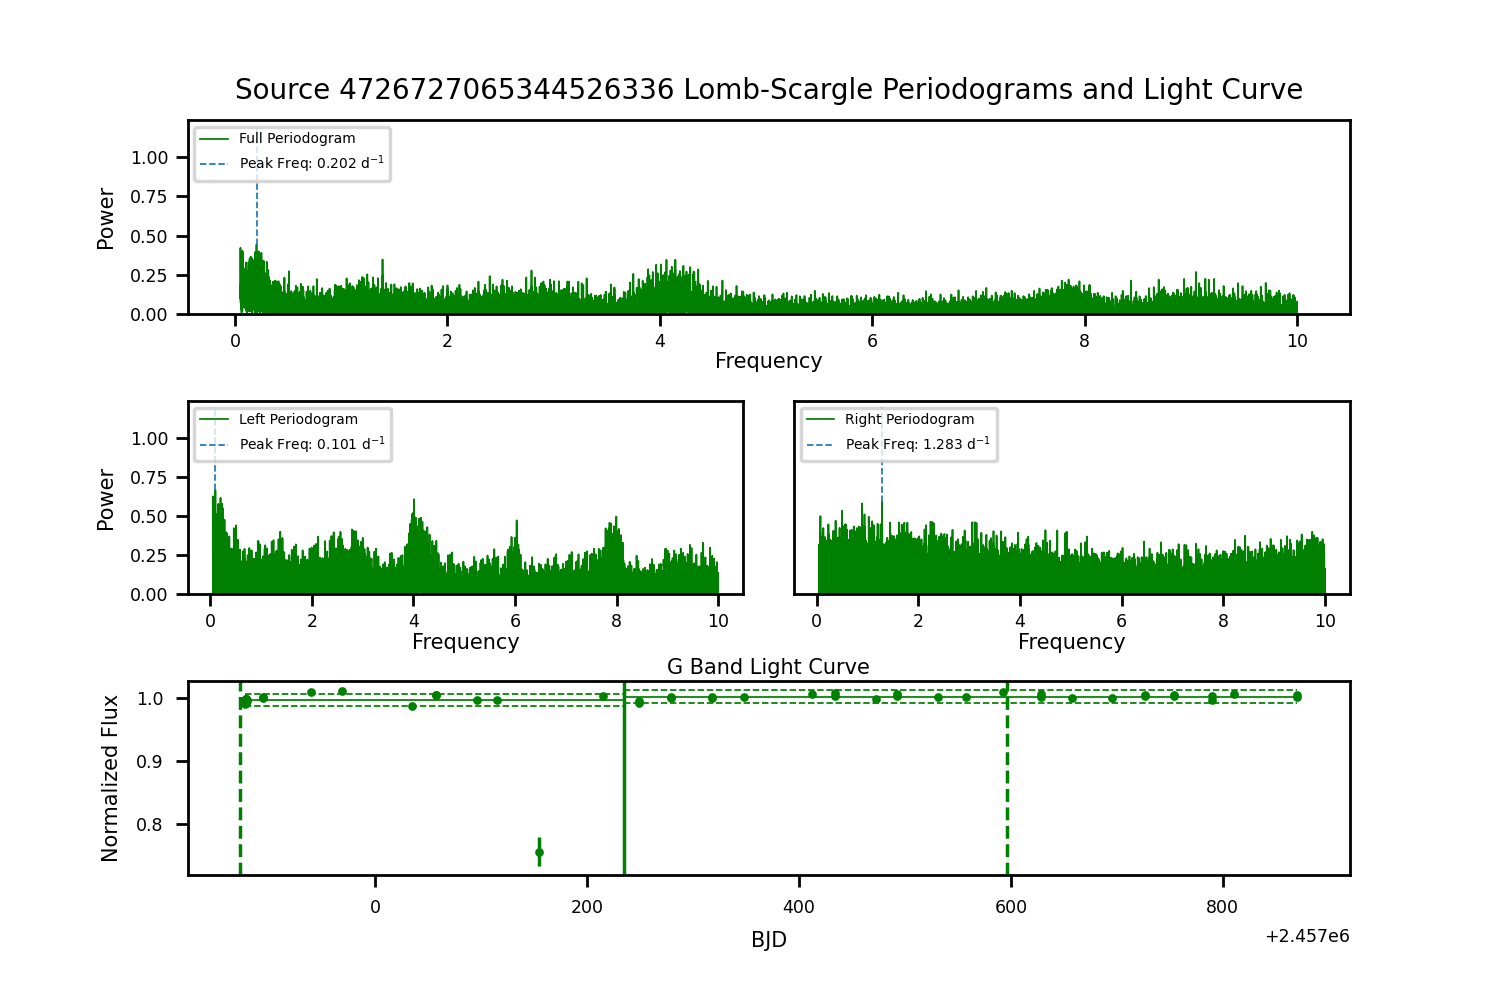 Source 4726727065344526336 Lomb-Scargle Periodograms and Light Curve
Full Periodogram
Peak Freq: 0.202 d⁻¹
Power
1.00
0.75
0.50
0.25
0.00
0 2 4 6 8 10
Frequency
Left Periodogram
Peak Freq: 0.101 d⁻¹
Power
1.00
0.75
0.50
0.25
0.00
0 2 4 6 8 10
Frequency
Right Periodogram
Peak Freq: 1.283 d⁻¹
0 2 4 6 8 10
Frequency
G Band Light Curve
Normalized Flux
1.0
0.9
0.8
0 200 400 600 800
BJD
+2.457e6